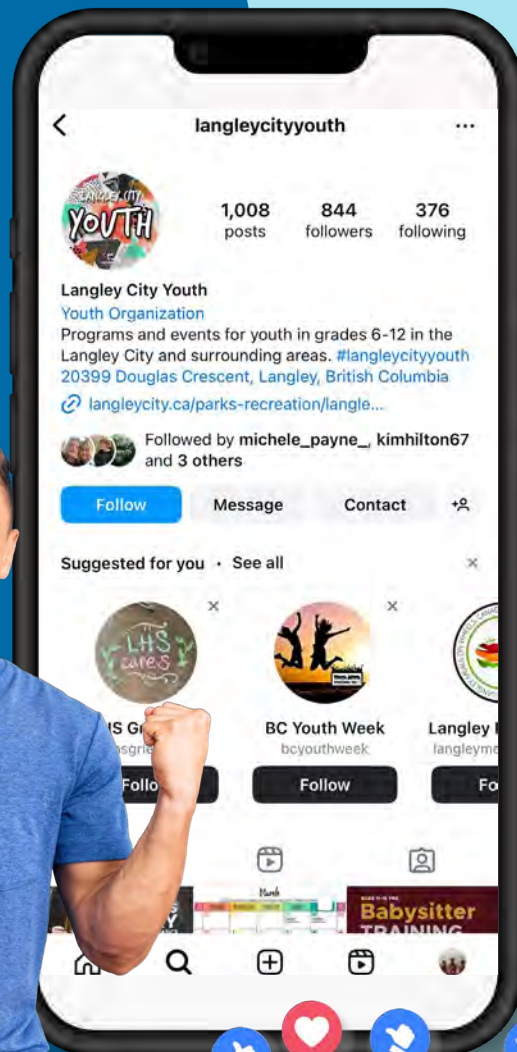 langleycityyouth
LANGLEY CITY
YOUTH
1,008 844 376
posts followers following
Langley City Youth
Youth Organization
Programs and events for youth in grades 6-12 in the
Langley City and surrounding areas. #langleycityyouth
20399 Douglas Crescent, Langley, British Columbia
langleycity.ca/parks-recreation/langle...
Followed by michele_payne_, kimhilton67
and 3 others
Follow Message Contact
Suggested for you · See all
LHS
cares
BC Youth Week Langley
bcyouthweek langleyme
Follo Follow Fo
March
Babysitter
TRAINING